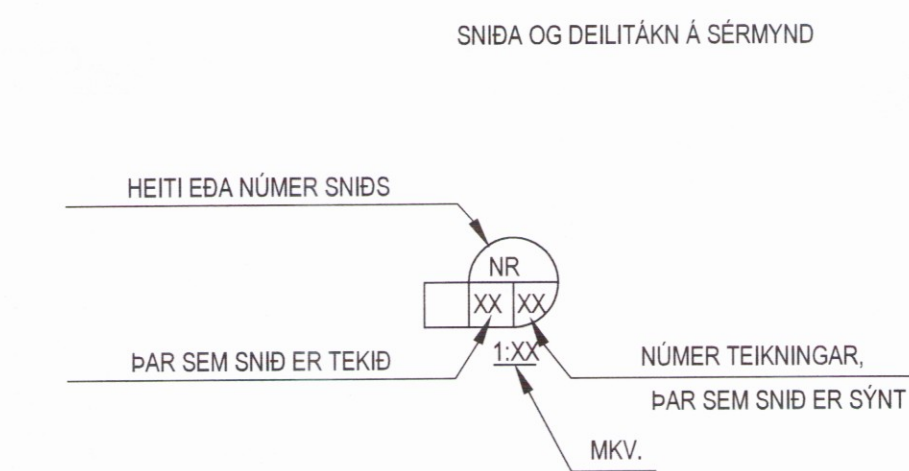 SNIÐA OG DEILITÁKN Á SÉRMYND
HEITI EÐA NÚMER SNIÐS
NR
XX XX
1:XX
ÞAR SEM SNIÐ ER TEKIÐ
NÚMER TEIKNINGAR,
ÞAR SEM SNIÐ ER SÝNT
MKV.